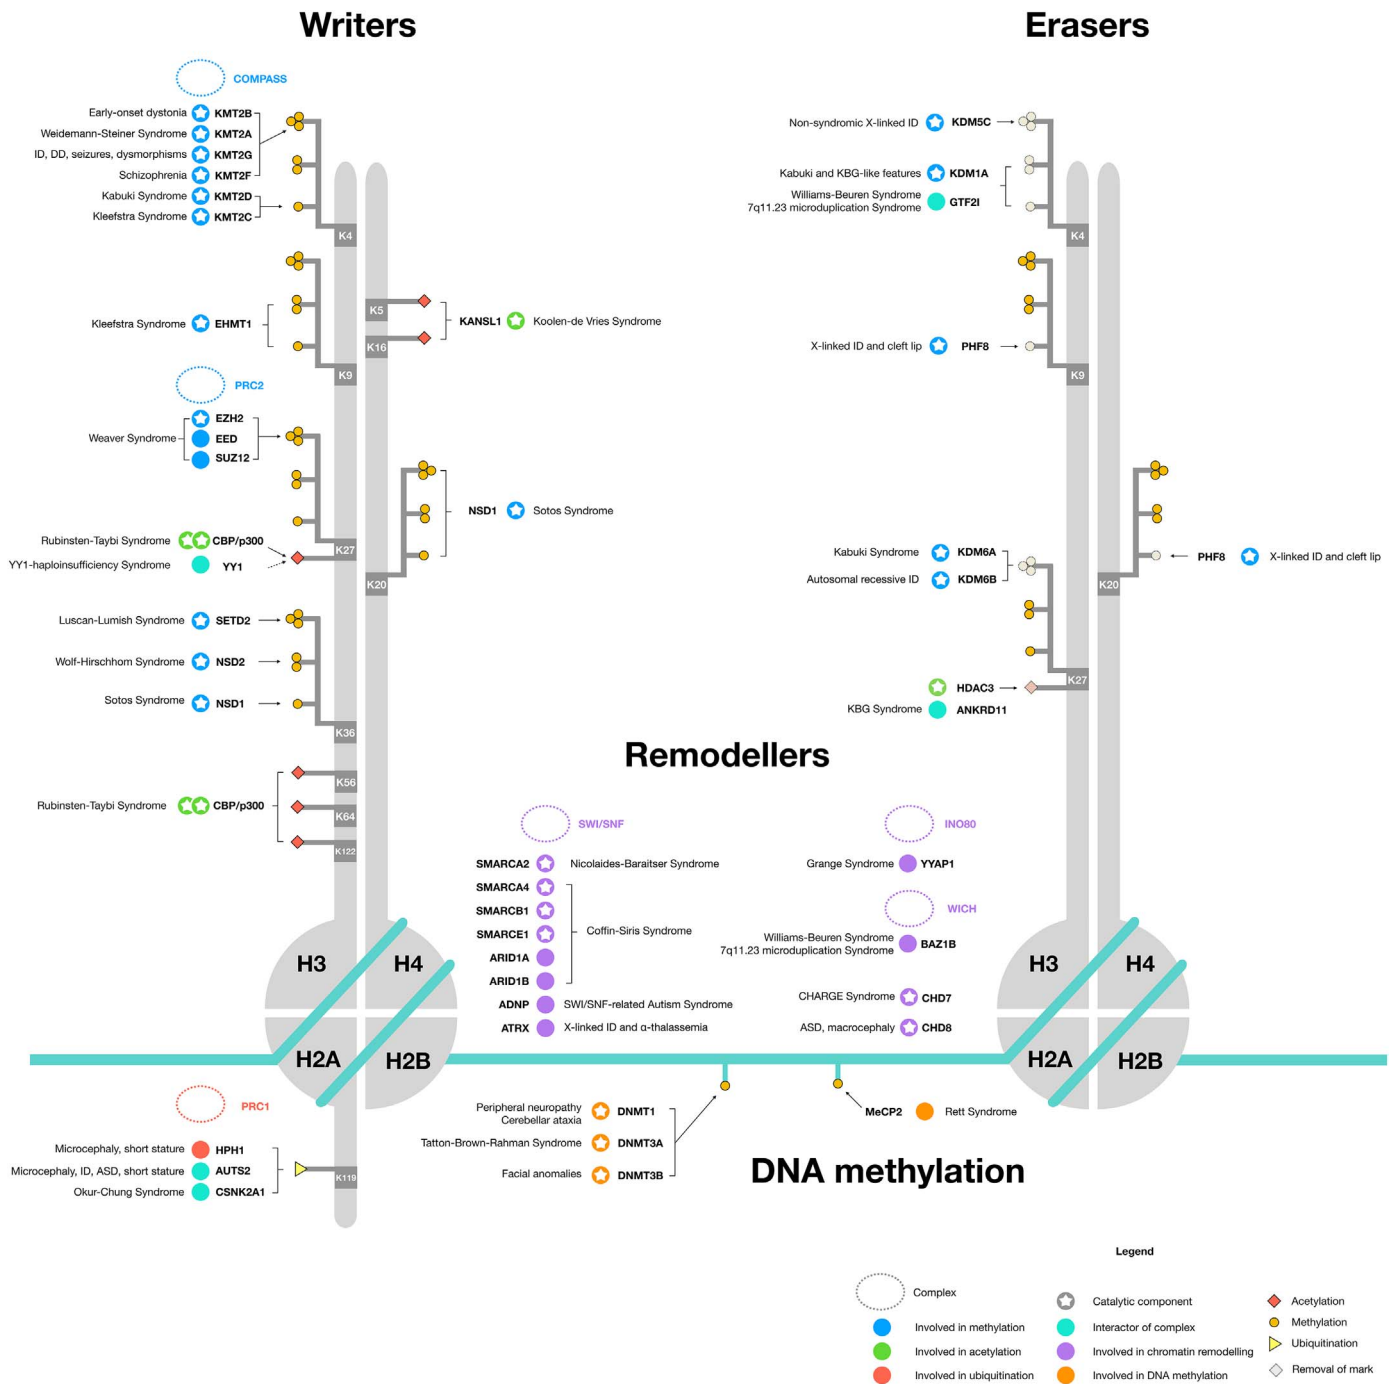 Writers
Erasers
COMPASS
Early-onset dystonia KMT2B
Weidemann-Steiner Syndrome KMT2A
ID, DD, seizures, dysmorphisms KMT2G
Schizophrenia KMT2F
Kabuki Syndrome KMT2D
Kleefstra Syndrome KMT2C
K4
Kleefstra Syndrome EHMT1
K9
K5
K16
KANSL1 Koolen-de Vries Syndrome
PRC2
EZH2
Weaver Syndrome EED
SUZ12
Rubinsten-Taybi Syndrome CBP/p300
YY1-haploinsufficiency Syndrome YY1
K27
NSD1 Sotos Syndrome
K20
Luscan-Lumish Syndrome SETD2
Wolf-Hirschhorn Syndrome NSD2
Sotos Syndrome NSD1
K36
K56
Rubinsten-Taybi Syndrome CBP/p300
K64
K122
H3
H4
H2A
H2B
PRC1
Microcephaly, short stature HPH1
Microcephaly, ID, ASD, short stature AUTS2
Okur-Chung Syndrome CSNK2A1
K119
Non-syndromic X-linked ID KDM5C
Kabuki and KBG-like features KDM1A
Williams-Beuren Syndrome
7q11.23 microduplication Syndrome
GTF2I
K4
X-linked ID and cleft lip PHF8
K9
Kabuki Syndrome KDM6A
Autosomal recessive ID KDM6B
K27
HDAC3
KBG Syndrome ANKRD11
PHF8 X-linked ID and cleft lip
K20
H3
H4
H2A
H2B
Remodellers
SWI/SNF
SMARCA2 Nicolaides-Baraitser Syndrome
SMARCA4
SMARCB1
SMARCE1
Coffin-Siris Syndrome
ARID1A
ARID1B
ADNP SWI/SNF-related Autism Syndrome
ATRX X-linked ID and α-thalassemia
INO80
Grange Syndrome YYAP1
WICH
Williams-Beuren Syndrome
7q11.23 microduplication Syndrome
BAZ1B
CHARGE Syndrome CHD7
ASD, macrocephaly CHD8
Peripheral neuropathy
Cerebellar ataxia
DNMT1
Tatton-Brown-Rahman Syndrome DNMT3A
Facial anomalies DNMT3B
MeCP2 Rett Syndrome
DNA methylation
Legend
Complex
Involved in methylation
Involved in acetylation
Involved in ubiquitination
Catalytic component
Interactor of complex
Involved in chromatin remodelling
Involved in DNA methylation
Acetylation
Methylation
Ubiquitination
Removal of mark